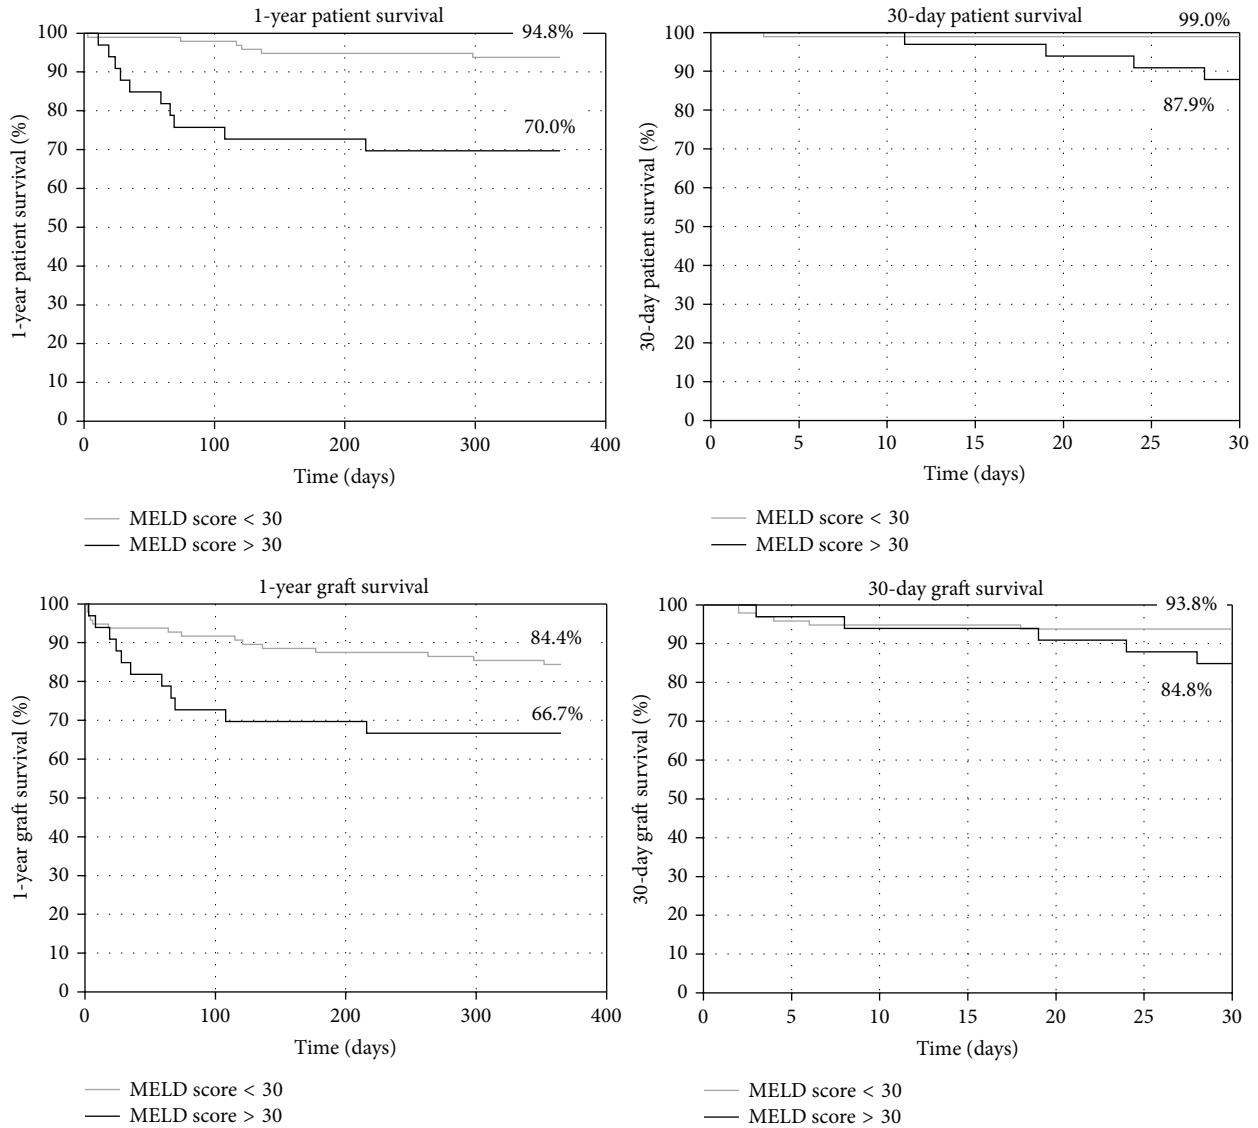 1-year patient survival
94.8%
70.0%
1-year patient survival (%)
100
90
80
70
60
50
40
30
20
10
0
0 100 200 300 400
Time (days)
MELD score < 30
MELD score > 30
30-day patient survival
99.0%
87.9%
30-day patient survival (%)
100
90
80
70
60
50
40
30
20
10
0
0 5 10 15 20 25 30
Time (days)
MELD score < 30
MELD score > 30
1-year graft survival
84.4%
66.7%
1-year graft survival (%)
100
90
80
70
60
50
40
30
20
10
0
0 100 200 300 400
Time (days)
MELD score < 30
MELD score > 30
30-day graft survival
93.8%
84.8%
30-day graft survival (%)
100
90
80
70
60
50
40
30
20
10
0
0 5 10 15 20 25 30
Time (days)
MELD score < 30
MELD score > 30